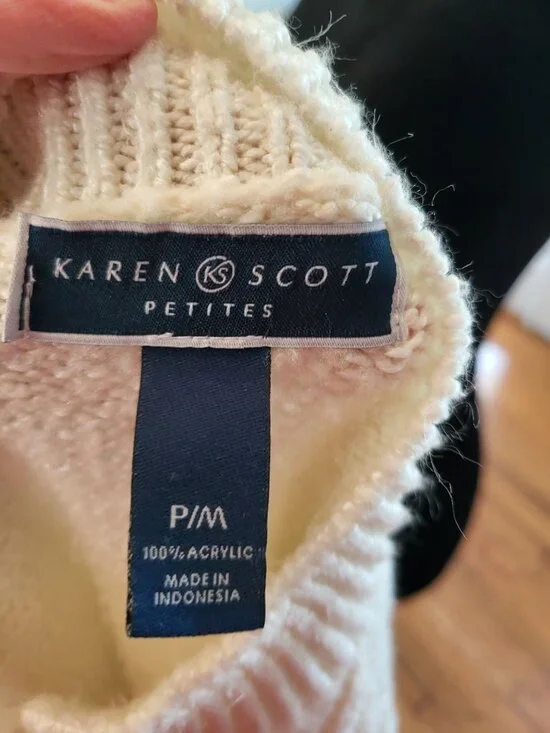 KAREN KS SCOTT
PETITES
P/M
100% ACRYLIC
MADE IN
INDONESIA